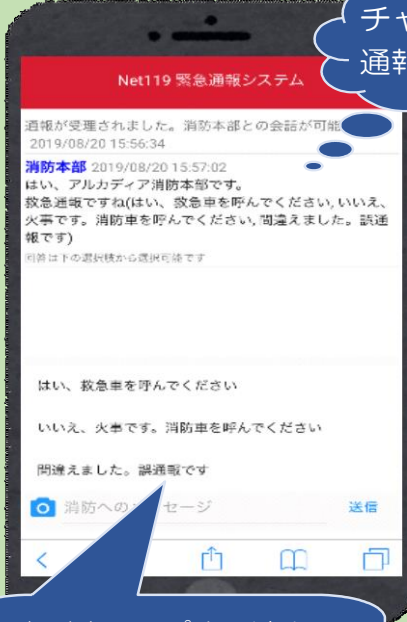 チャ
通報
Net119 緊急通報システム
通報が受理されました。消防本部との会話が可能
2019/08/20 15:56:34
消防本部 2019/08/20 15:57:02
はい、アルカディア消防本部です。
救急通報ですね(はい、救急車を呼んでください,いいえ、
火事です。消防車を呼んでください,間違えました。誤通
報です)
回答は下の選択肢から選択可能です
はい、救急車を呼んでください
いいえ、火事です。消防車を呼んでください
間違えました。誤通報です
消防への セージ
送信